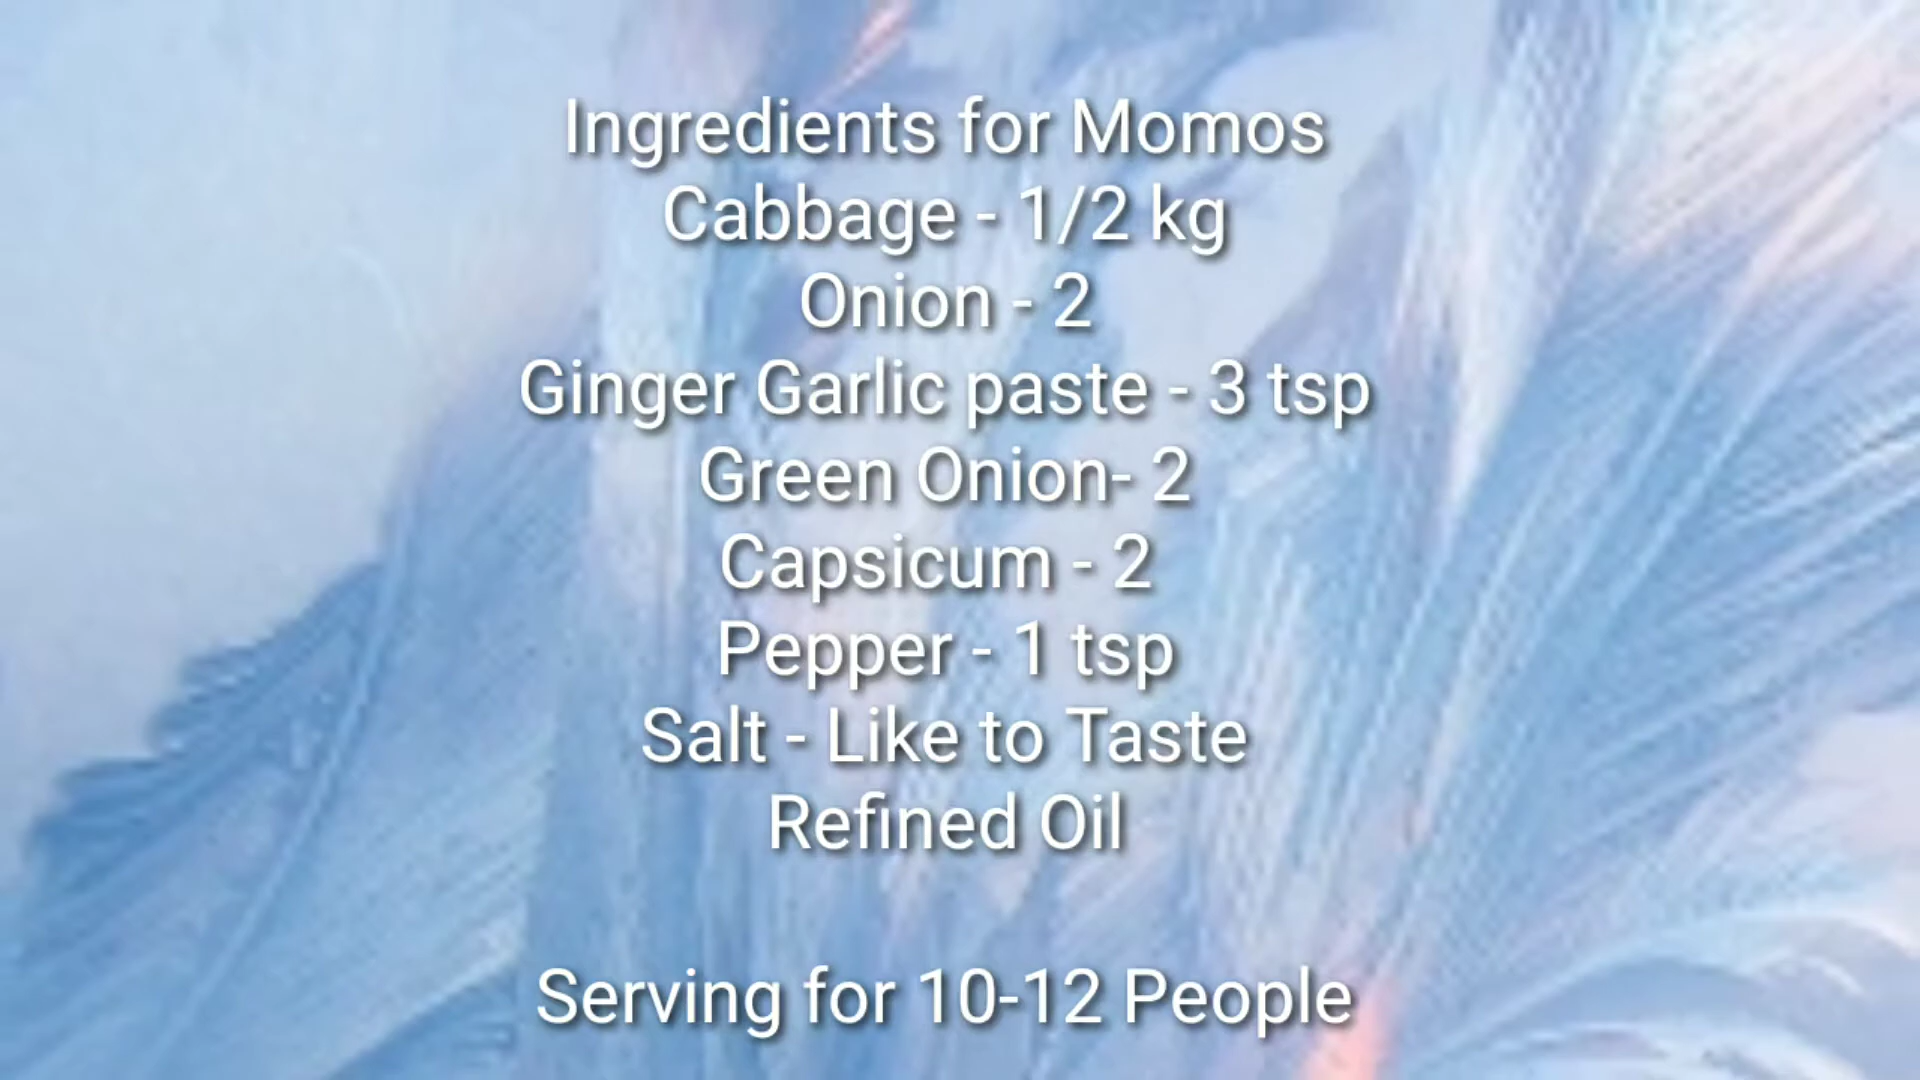 Ingredients for Momos
Cabbage - 1/2 kg
Onion - 2
Ginger Garlic paste - 3 tsp
Green Onion- 2
Capsicum - 2
Pepper - 1 tsp
Salt - Like to Taste
Refined Oil
Serving for 10-12 People